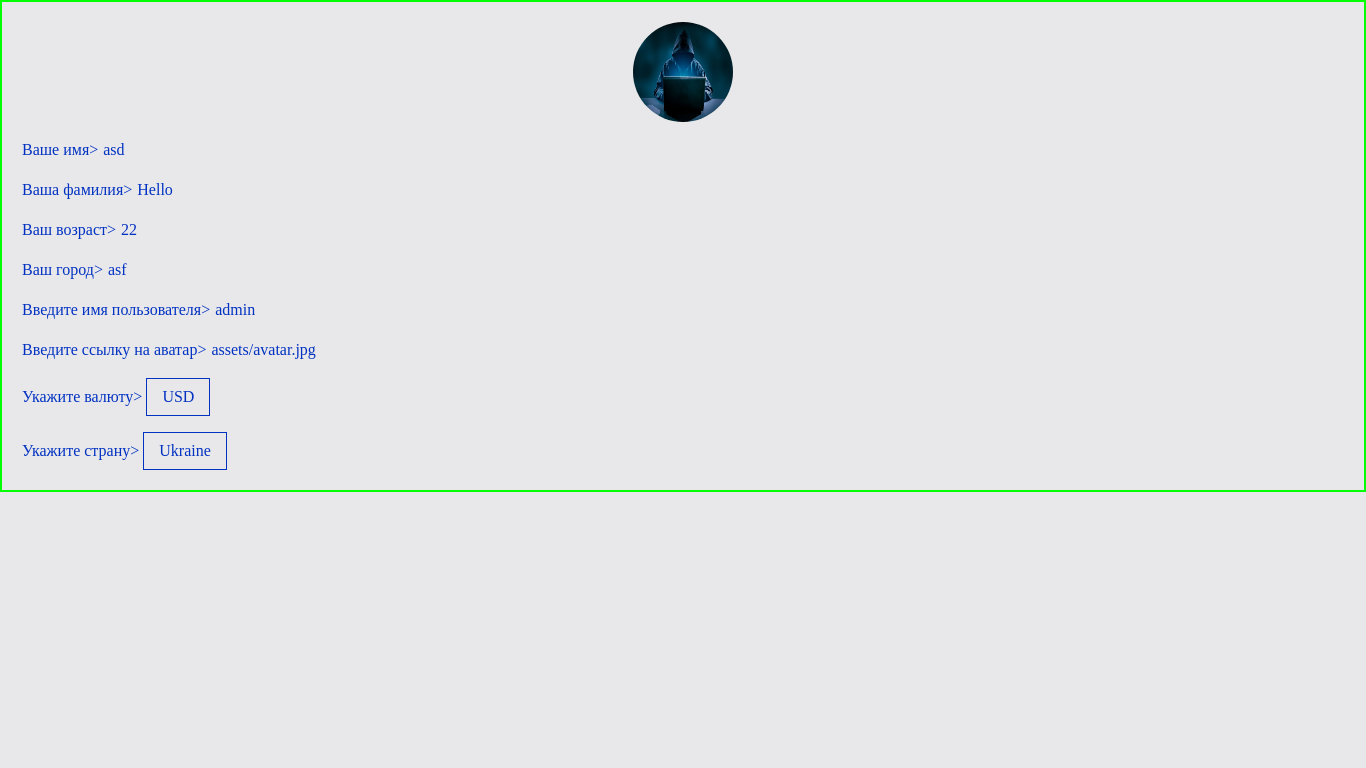 Ваше имя> asd
Ваша фамилия> Hello
Ваш возраст> 22
Ваш город> asf
Введите имя пользователя> admin
Введите ссылку на аватар> assets/avatar.jpg
Укажите валюту> USD
Укажите страну> Ukraine